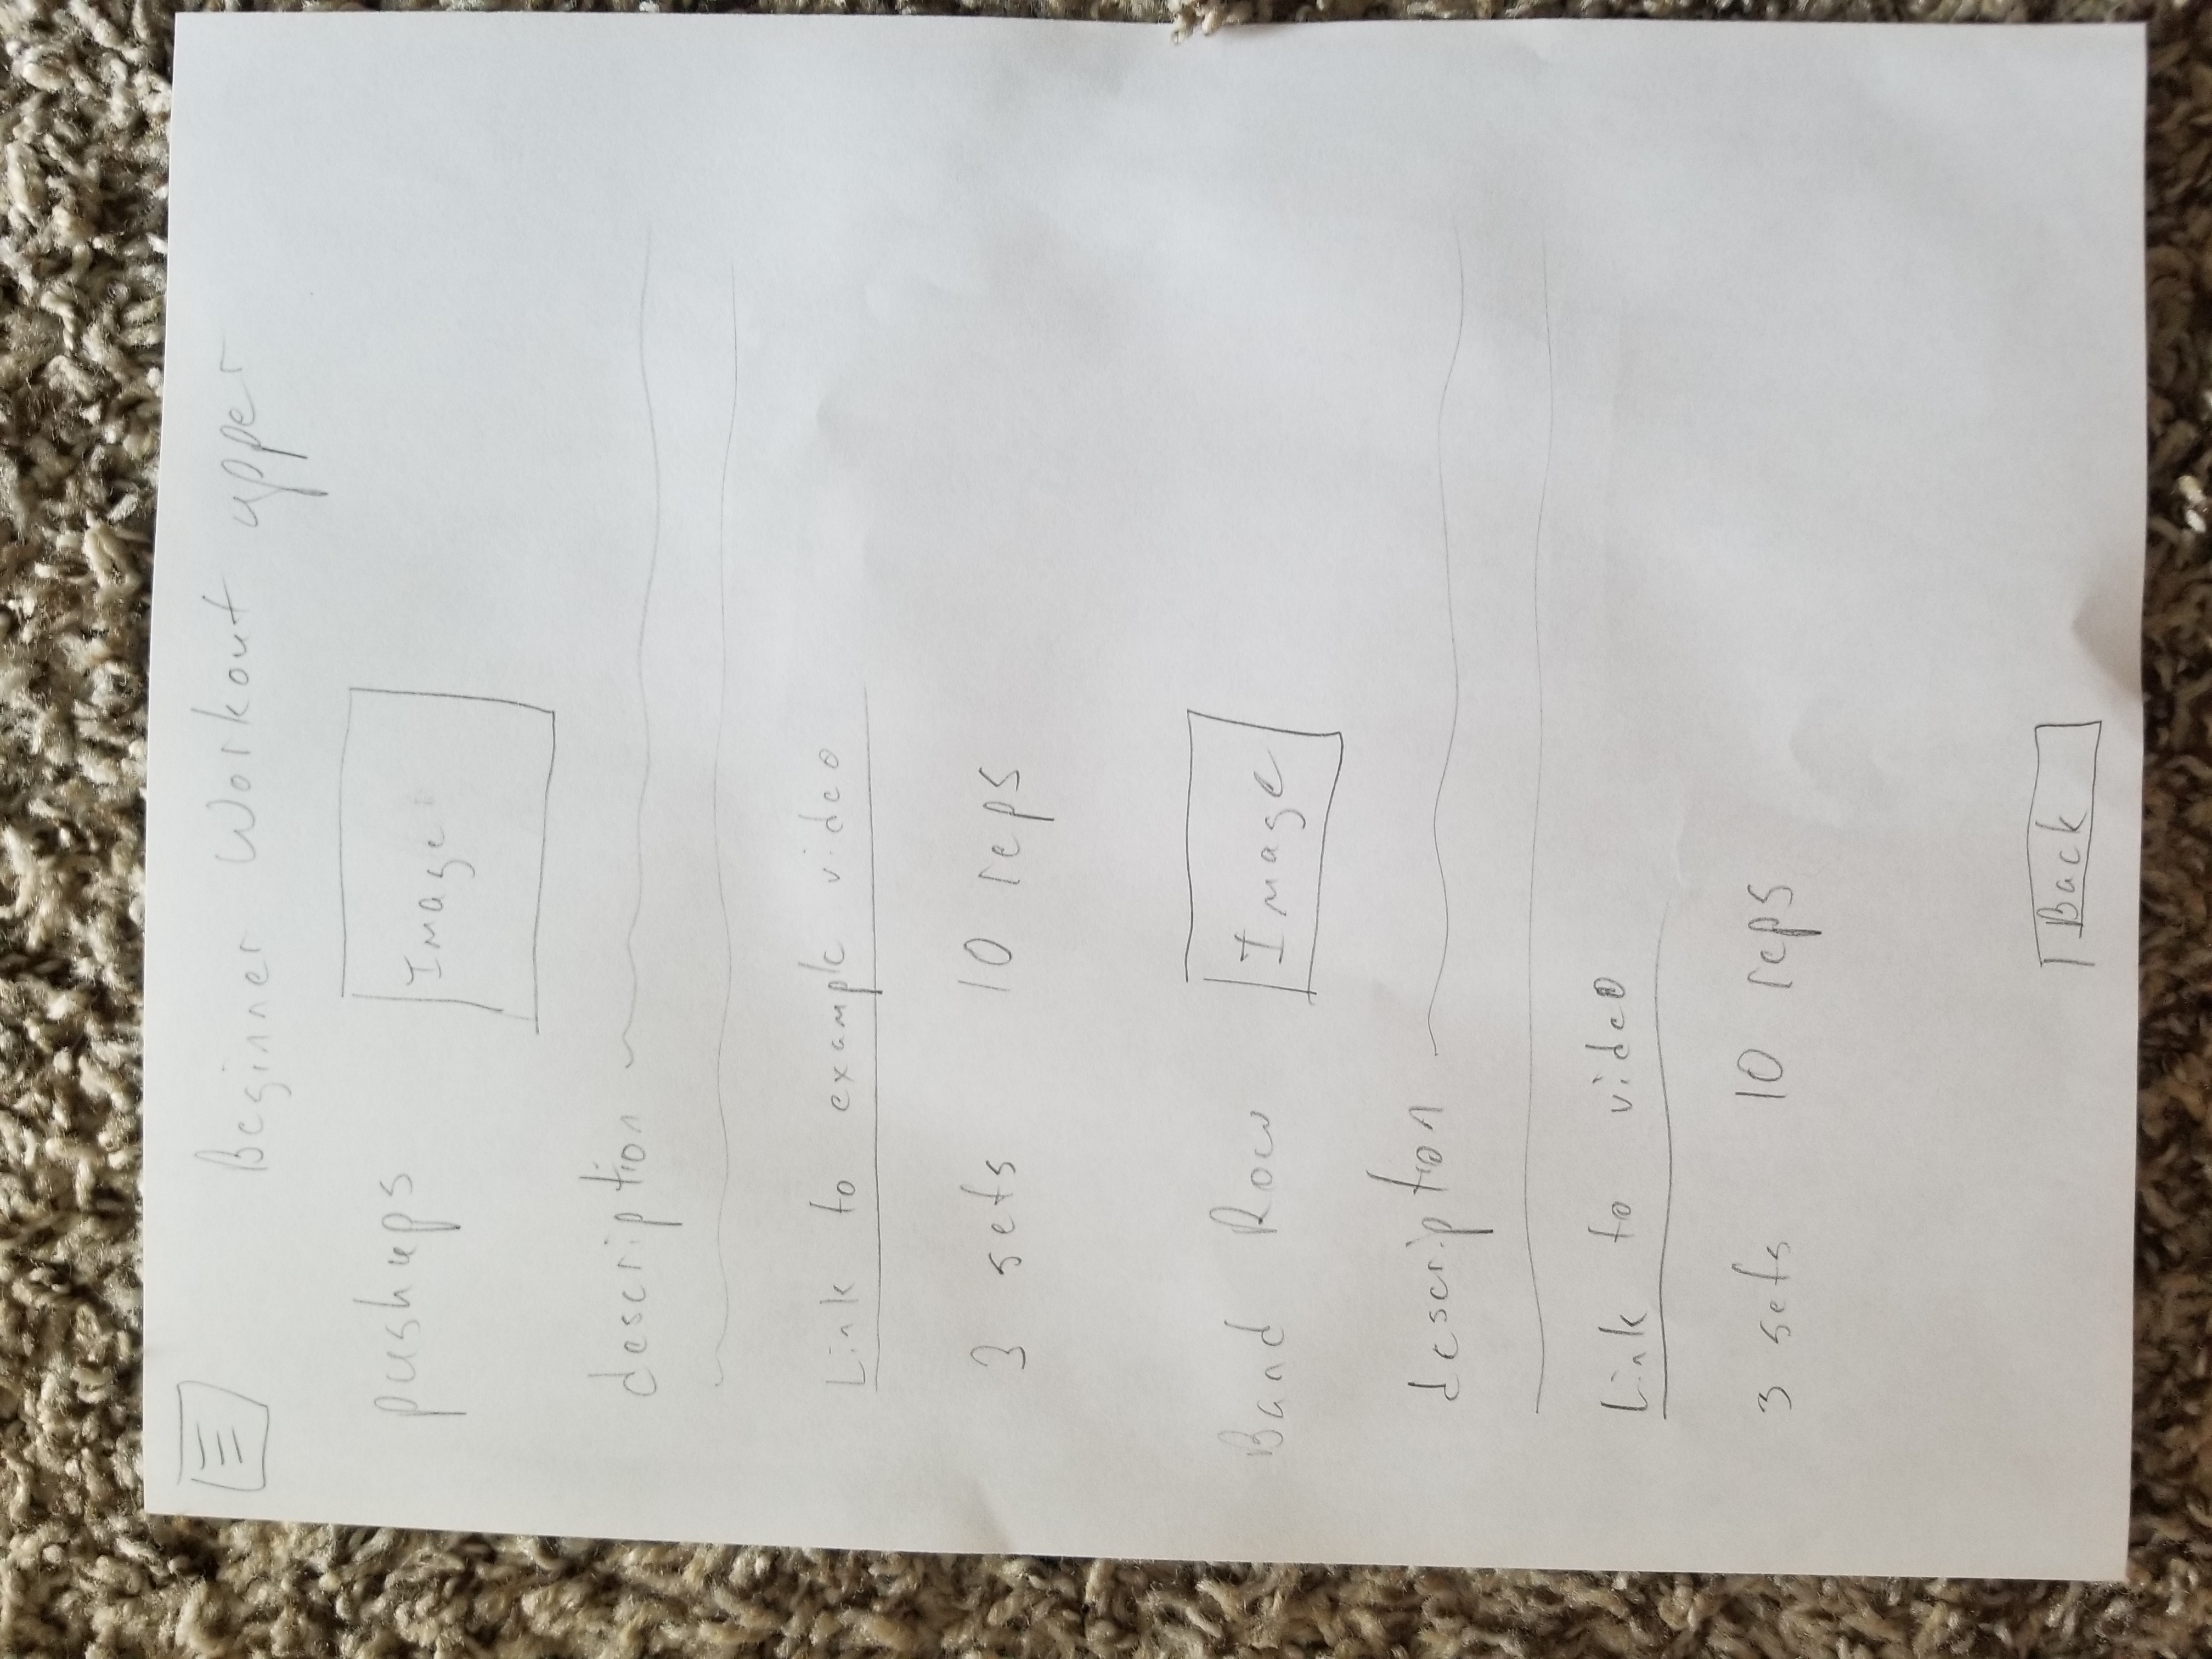 Beginner Workout upper
pushups
Image
description
Link to example video
3 sets 10 reps
Band Row
Image
description
Link to video
3 sets 10 reps
Back